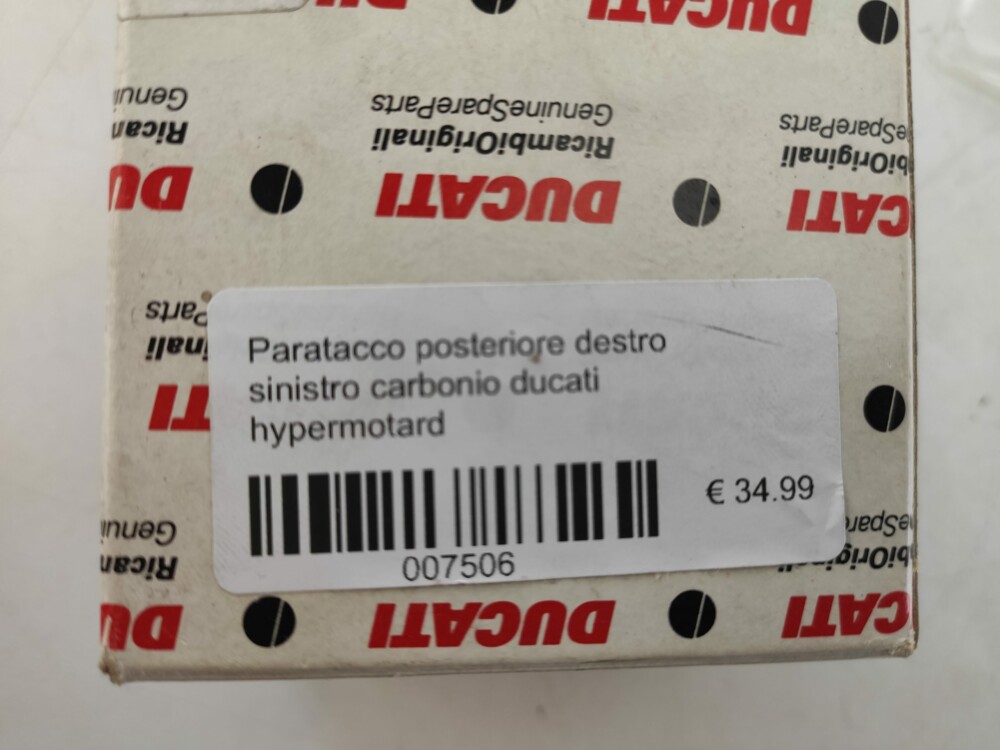 DUCATI
GenuineSpareParts
RicambiOriginali
DUCATI
Paratacco posteriore destro
sinistro carbonio ducati
hypermotard
€ 34.99
007506
DUCATI